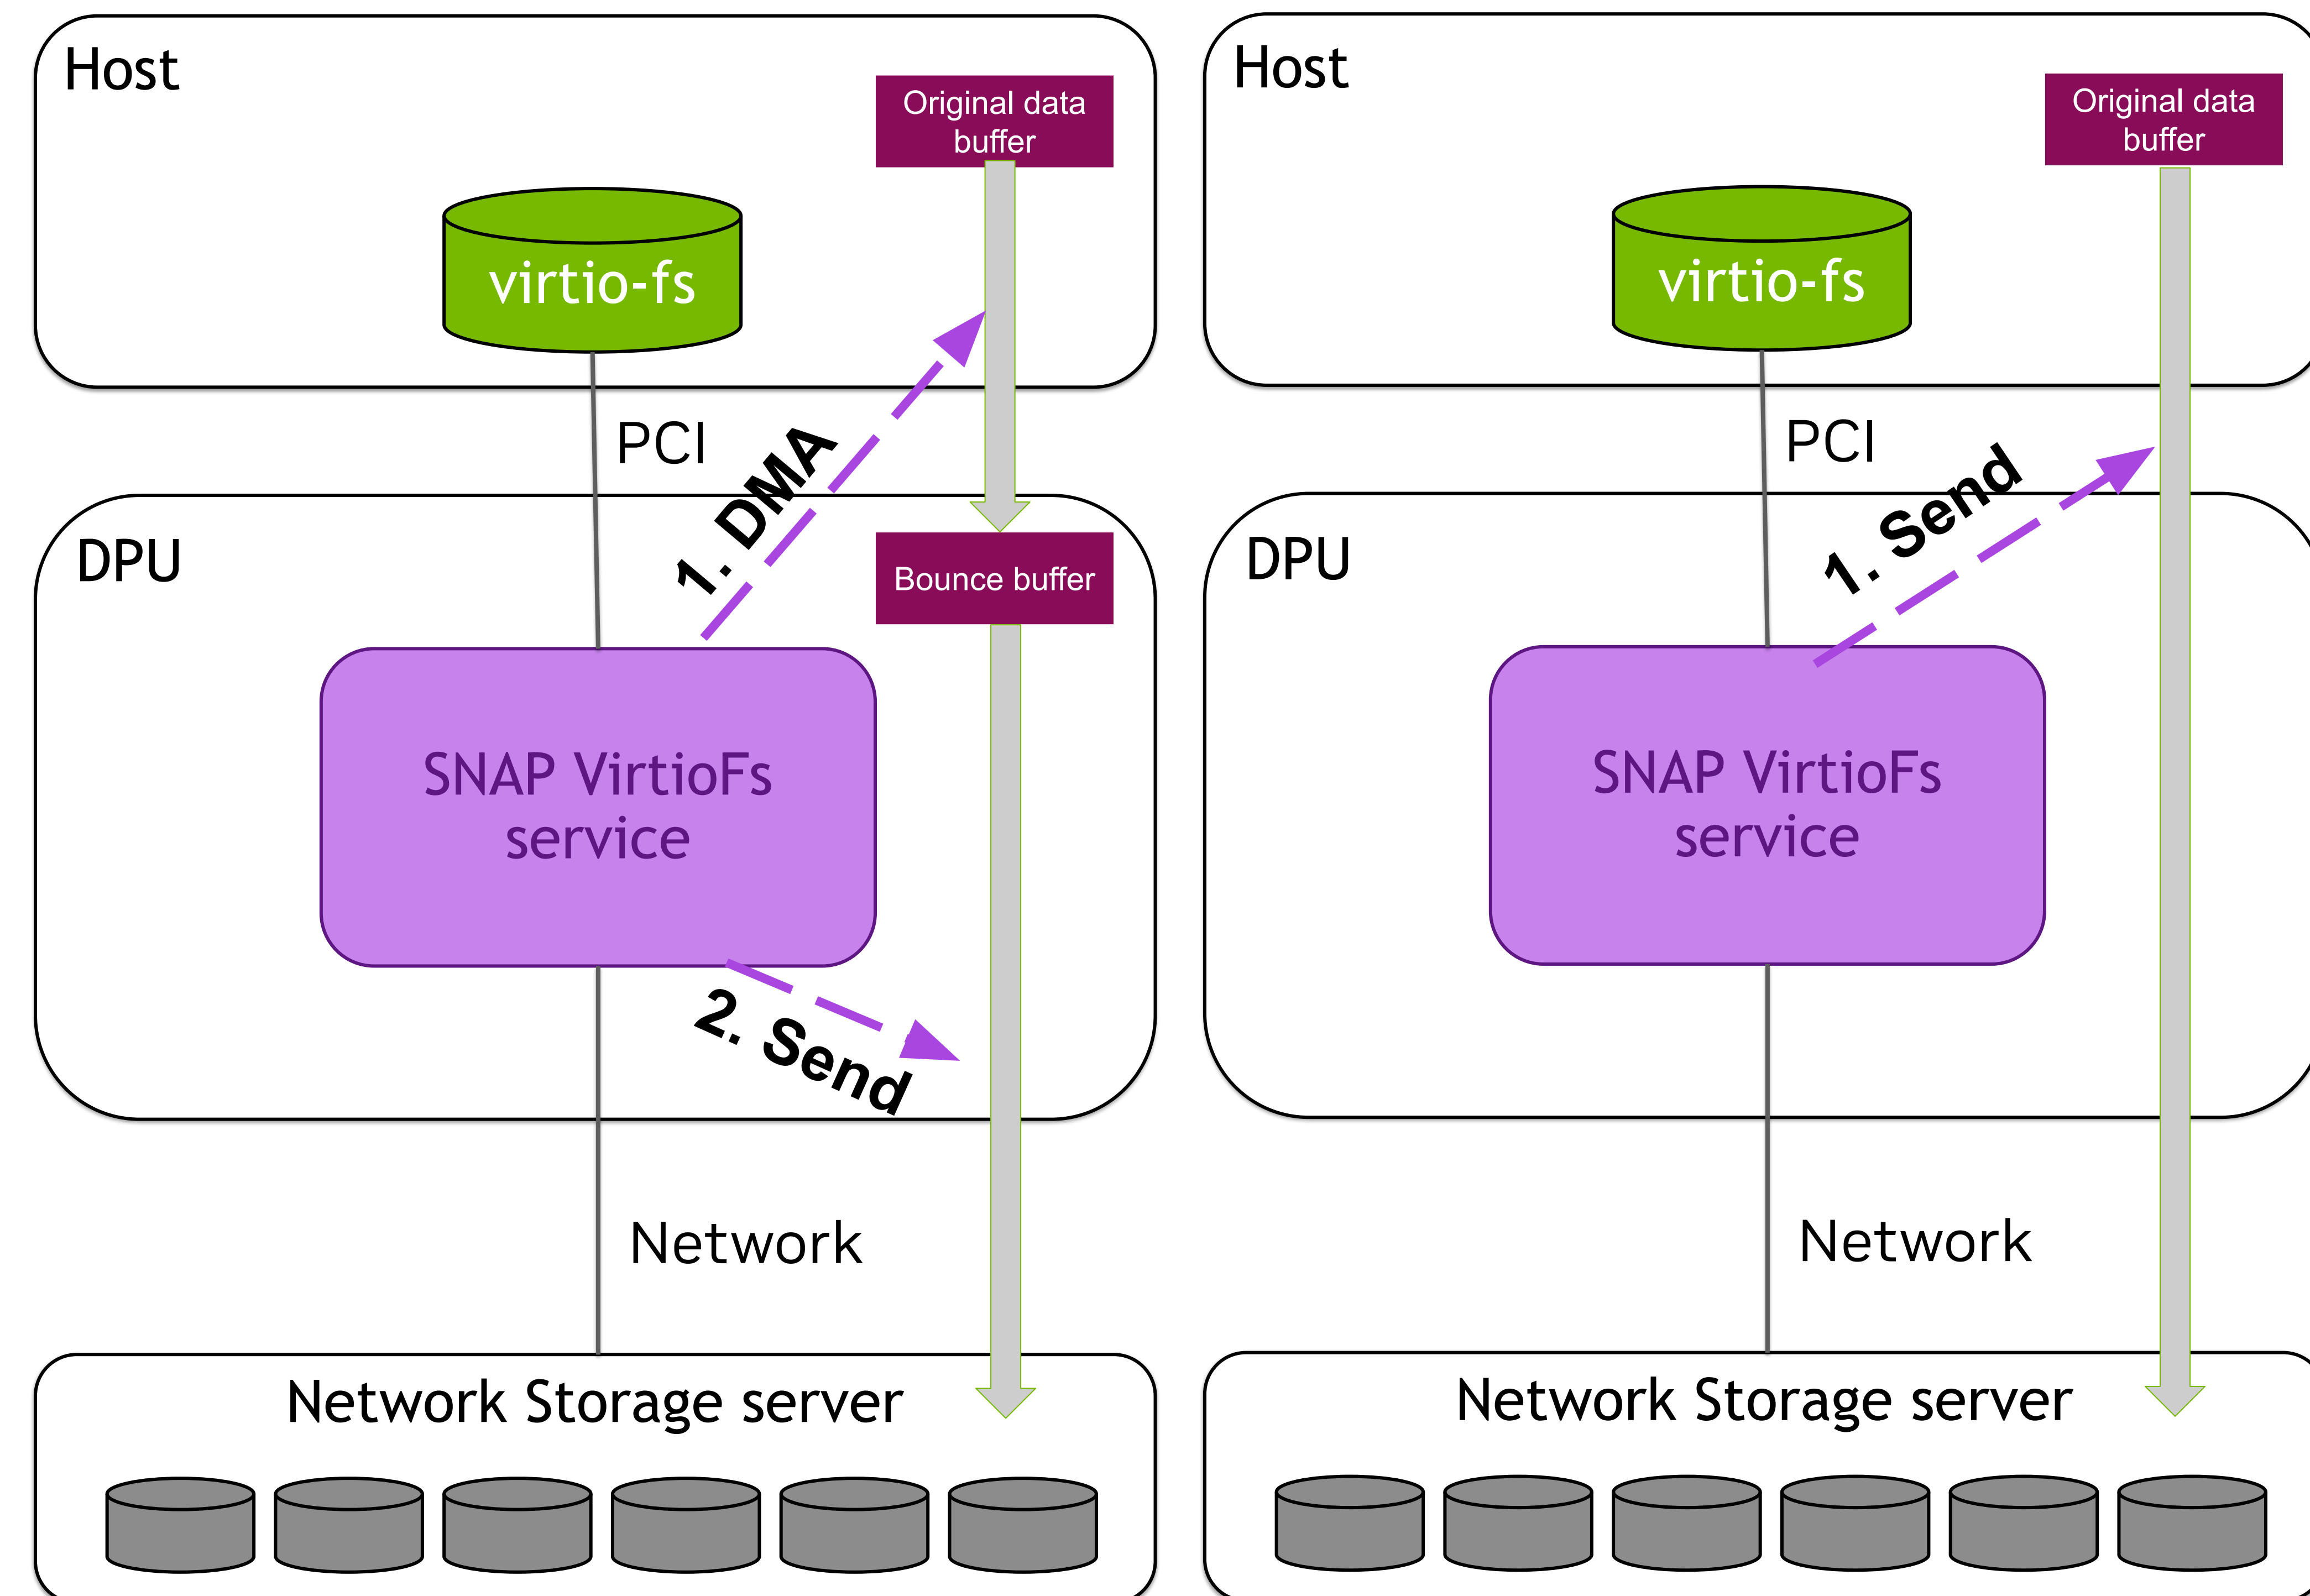 Host
Original data
buffer
virtio-fs
PCI
1. DMA
DPU
Bounce buffer
SNAP VirtioFs
service
2. Send
Network
Network Storage server
Host
Original data
buffer
virtio-fs
PCI
1. Send
DPU
SNAP VirtioFs
service
Network
Network Storage server